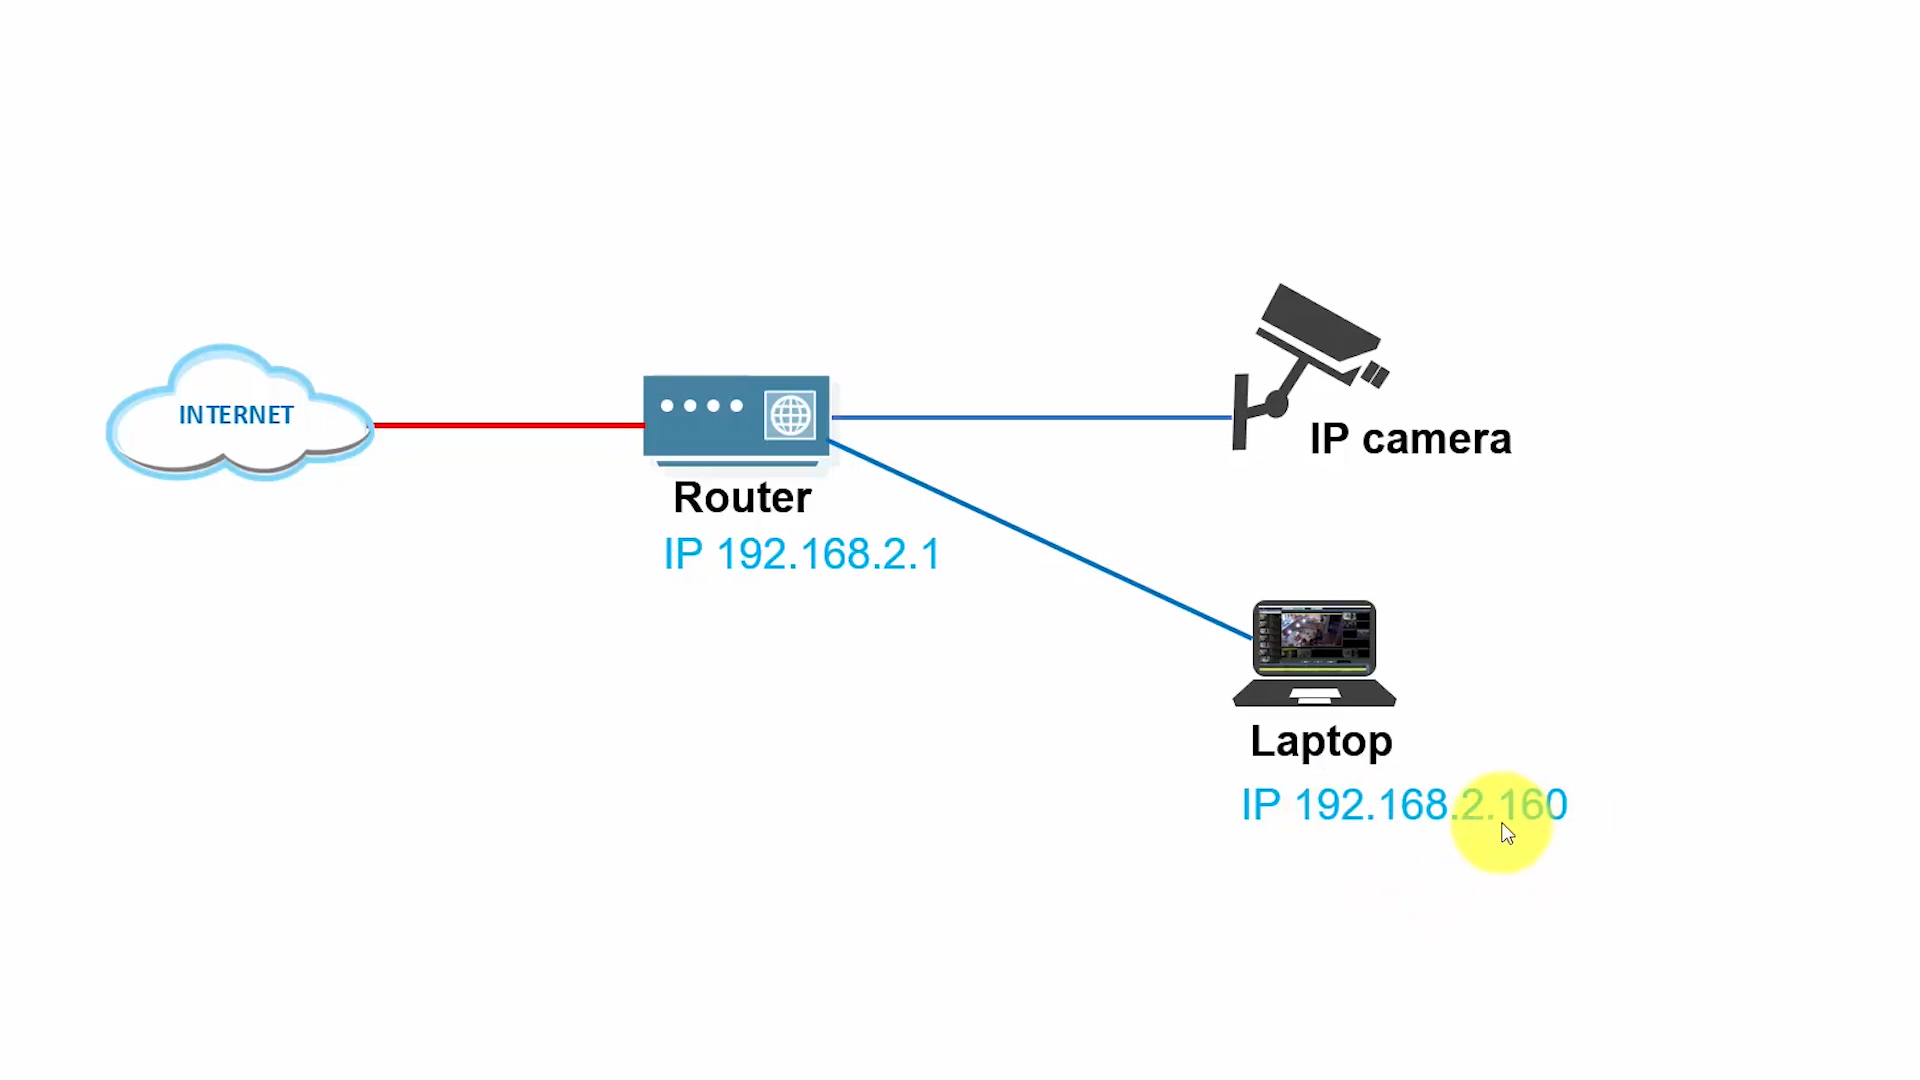 INTERNET
Router
IP 192.168.2.1
IP camera
Laptop
IP 192.168.2.160